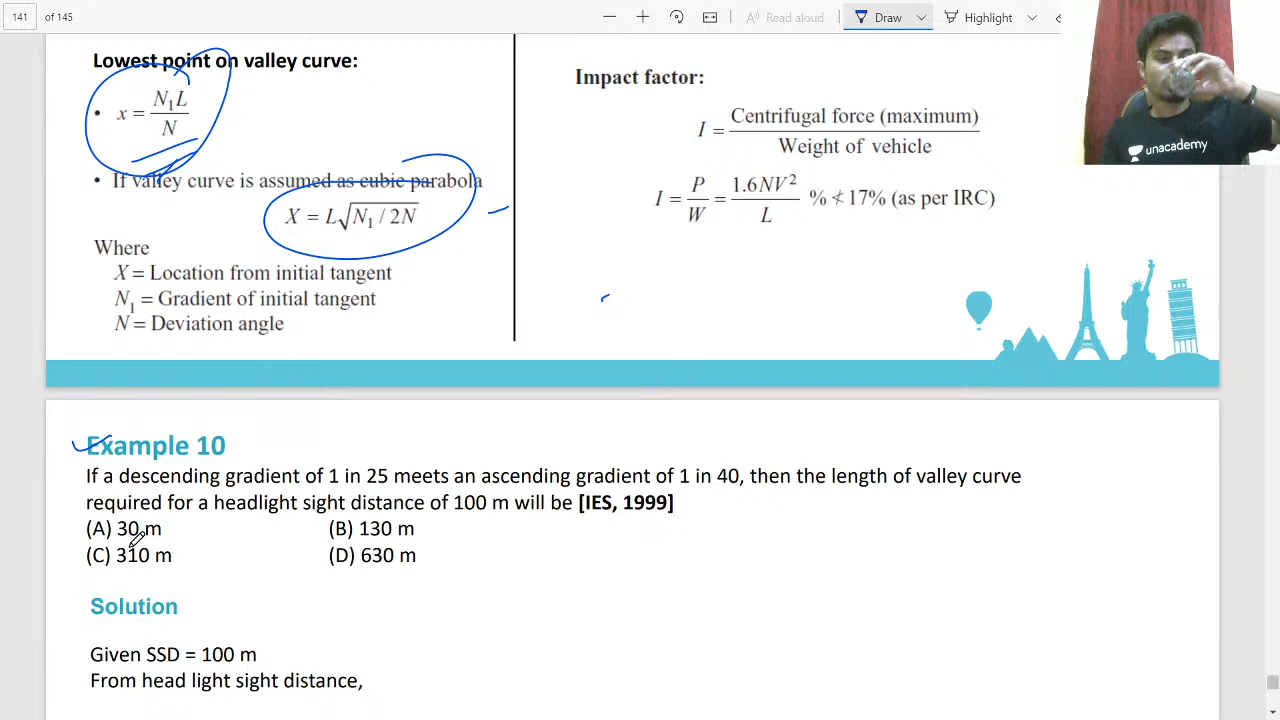 141 of 145
Read aloud
Draw
Highlight
Lowest point on valley curve:
• x = N₁L / N
• If valley curve is assumed as cubic parabola
X = L√N₁ / 2N
Where
X = Location from initial tangent
N₁ = Gradient of initial tangent
N = Deviation angle
Impact factor:
I = Centrifugal force (maximum) / Weight of vehicle
I = P / W = 1.6NV² / L % ≮ 17% (as per IRC)
unacademy
Example 10
If a descending gradient of 1 in 25 meets an ascending gradient of 1 in 40, then the length of valley curve
required for a headlight sight distance of 100 m will be [IES, 1999]
(A) 30 m (B) 130 m
(C) 310 m (D) 630 m
Solution
Given SSD = 100 m
From head light sight distance,